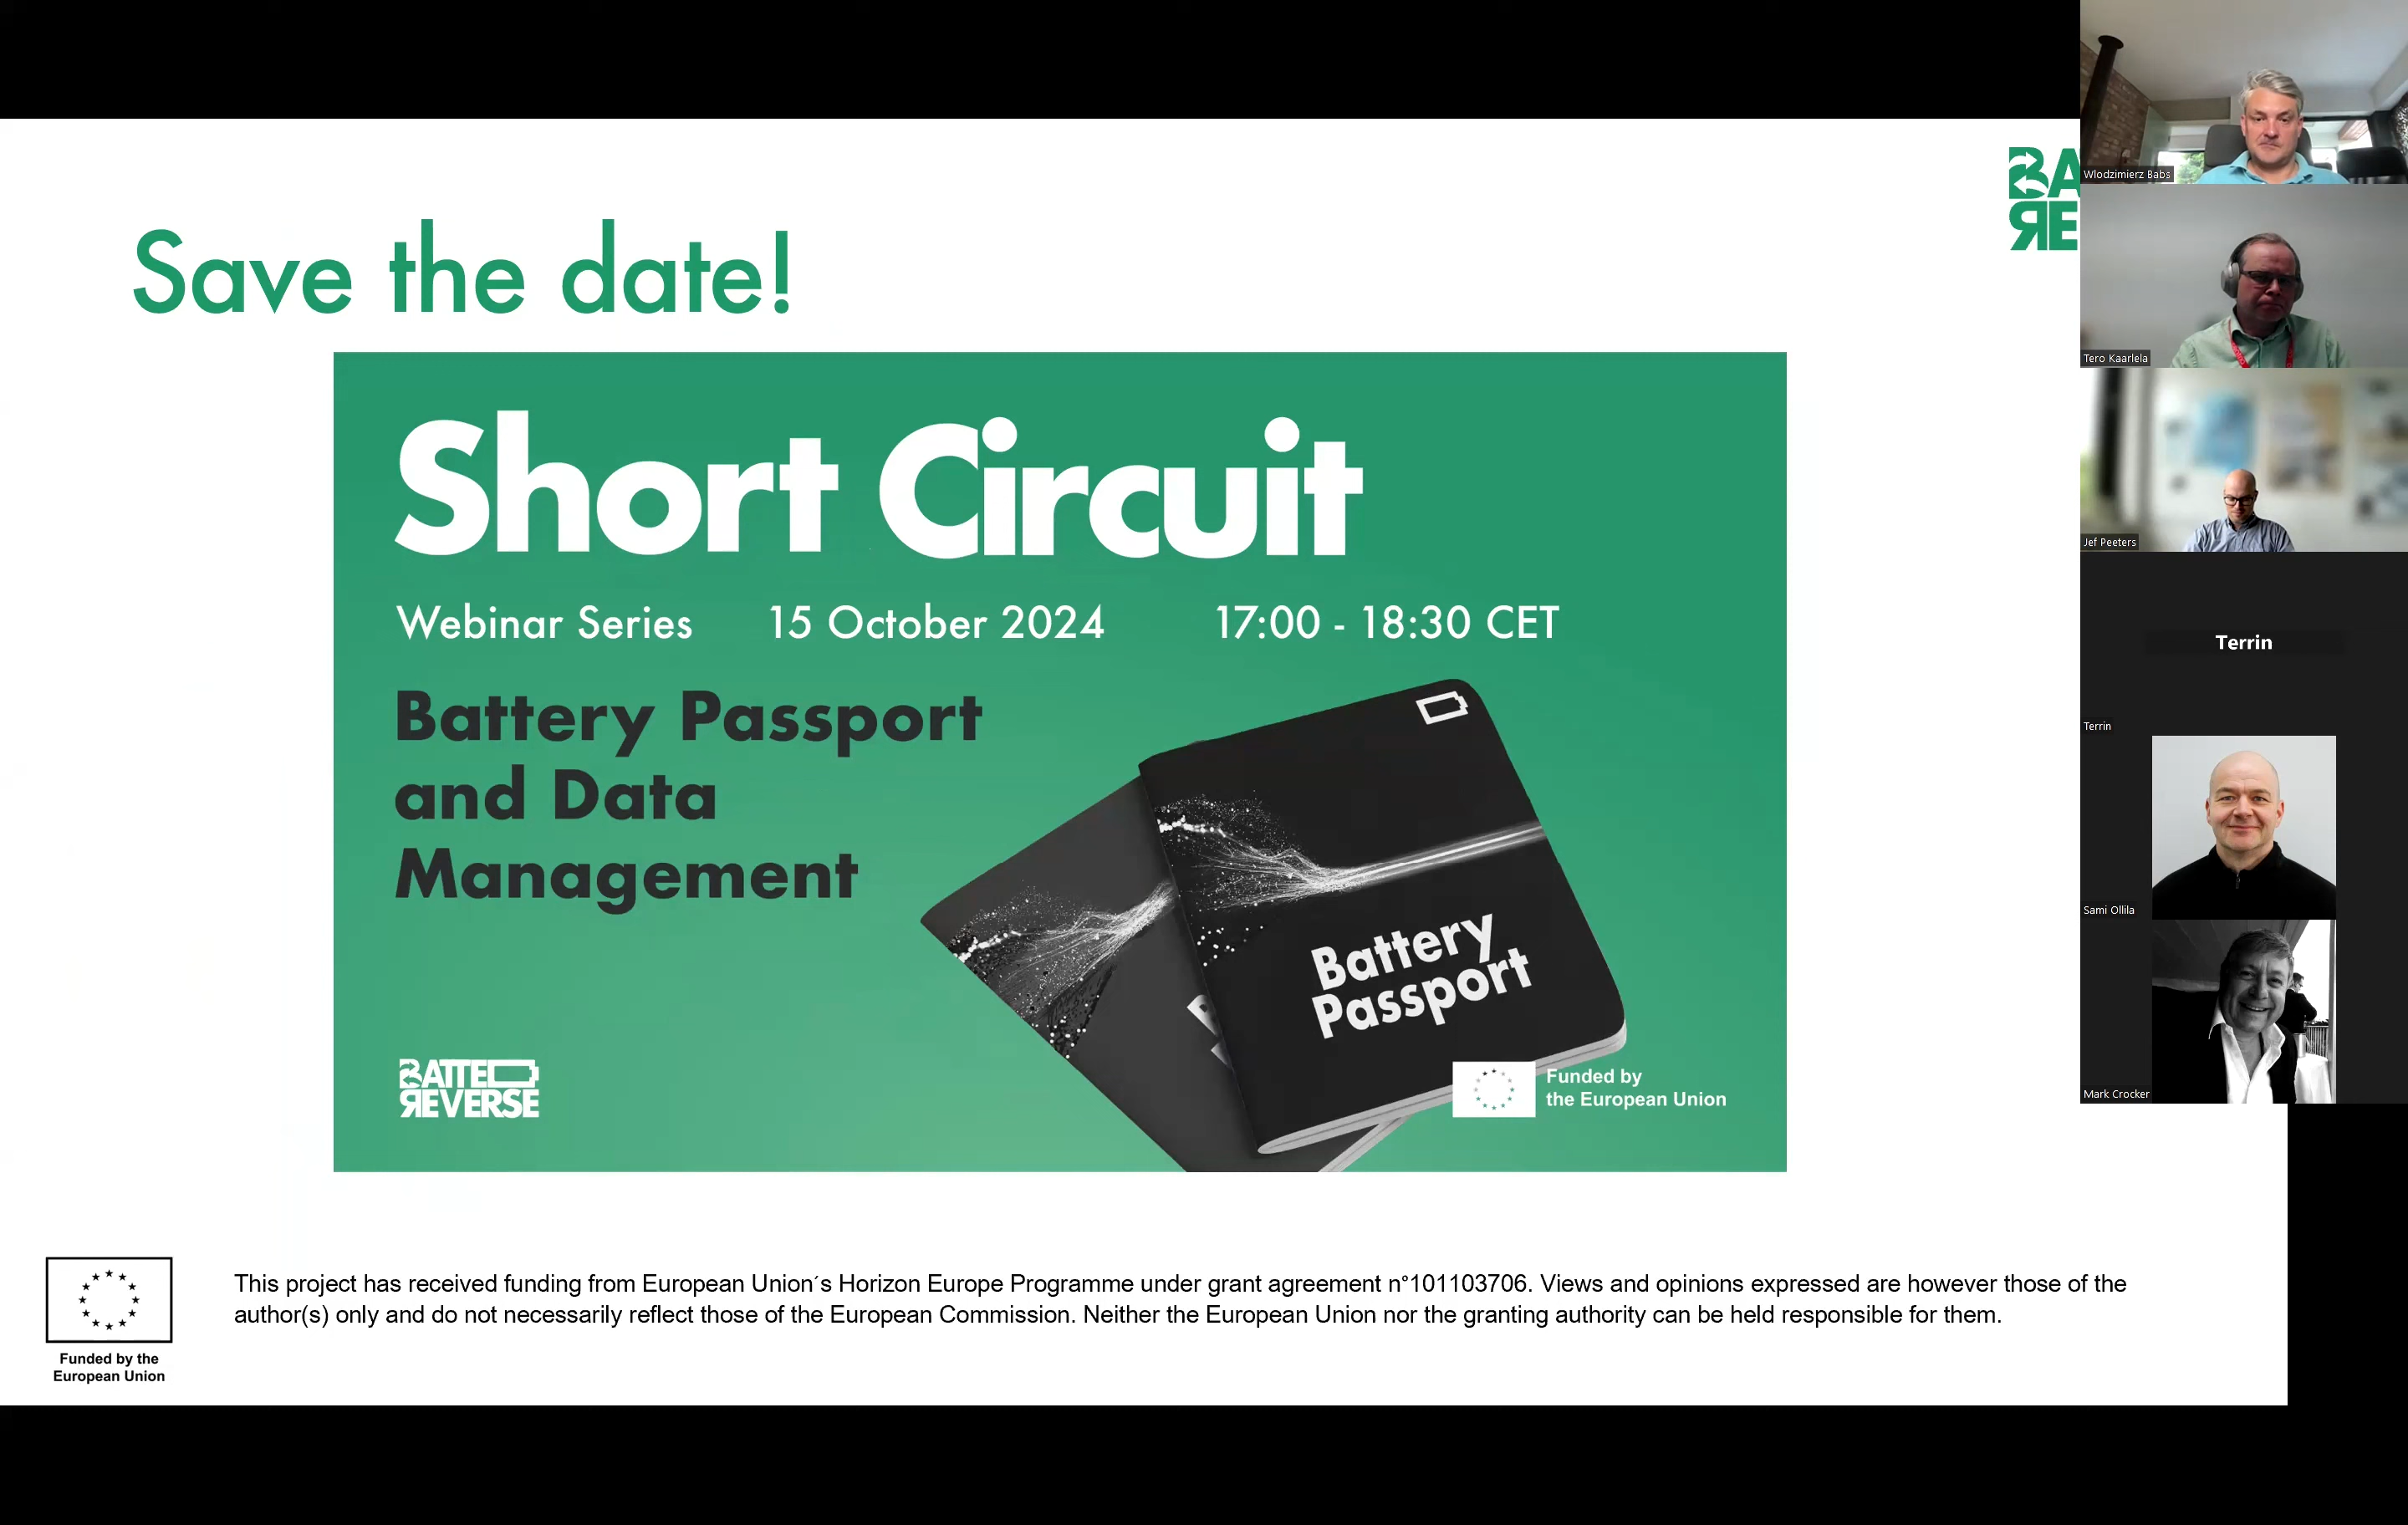 Save the date!
BA
RE
Short Circuit
Webinar Series 15 October 2024 17:00 - 18:30 CET
Battery Passport
and Data
Management
Battery
Passport
BATTE
REVERSE
Funded by
the European Union
Funded by the
European Union
This project has received funding from European Union´s Horizon Europe Programme under grant agreement n°101103706. Views and opinions expressed are however those of the
author(s) only and do not necessarily reflect those of the European Commission. Neither the European Union nor the granting authority can be held responsible for them.
Wlodzimierz Babs
Tero Kaarlela
Jef Peeters
Terrin
Terrin
Sami Ollila
Mark Crocker